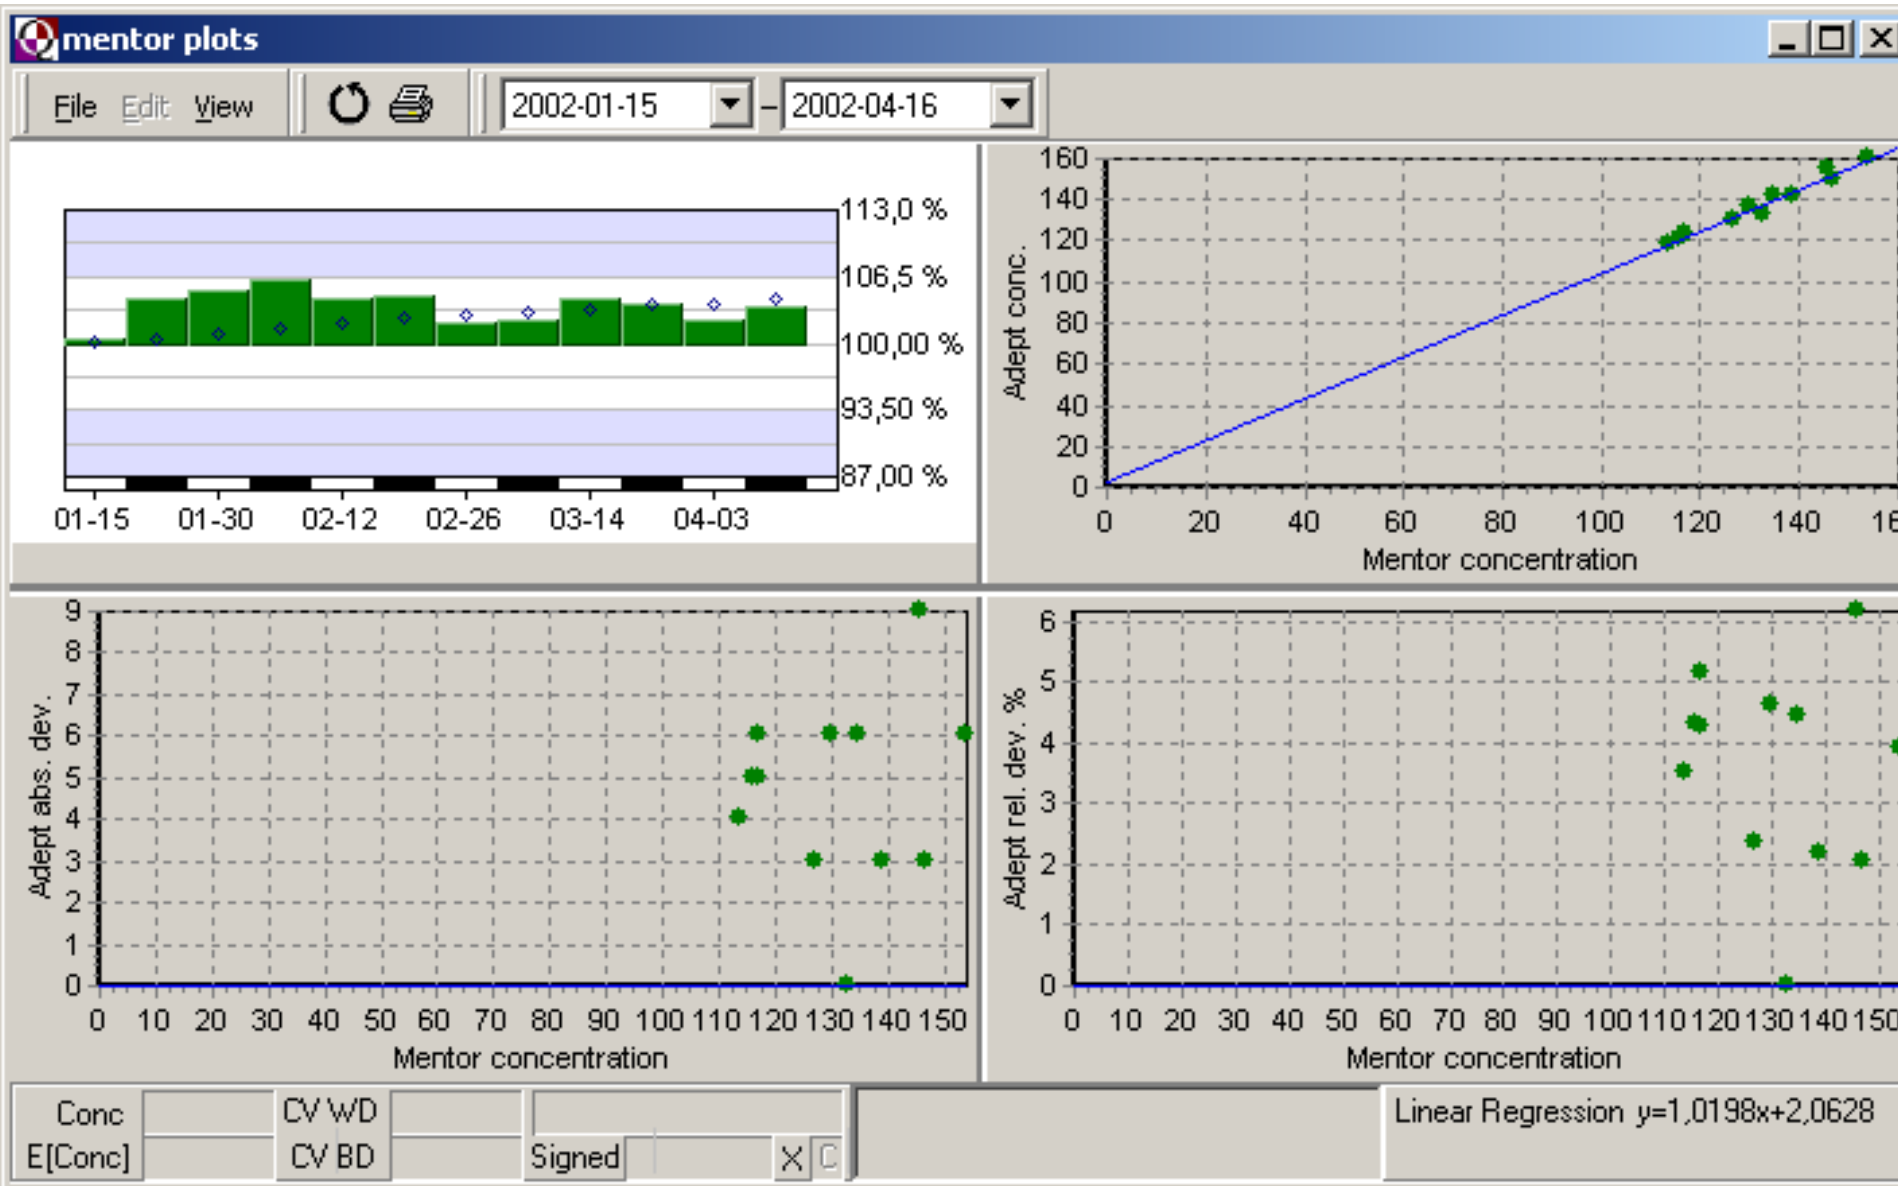 mentor plots
File Edit View 2002-01-15 – 2002-04-16
113,0 %
106,5 %
100,00 %
93,50 %
87,00 %
01-15 01-30 02-12 02-26 03-14 04-03
160
140
120
100
80
60
40
20
0
Adept conc.
0 20 40 60 80 100 120 140
Mentor concentration
9
8
7
6
5
4
3
2
1
0
Adept abs. dev.
0 10 20 30 40 50 60 70 80 90 100 110 120 130 140 150
Mentor concentration
6
5
4
3
2
1
0
Adept rel. dev. %
0 10 20 30 40 50 60 70 80 90 100 110 120 130 140 150
Mentor concentration
Conc CV WD
E[Conc] CV BD Signed X C
Linear Regression y=1,0198x+2,0628